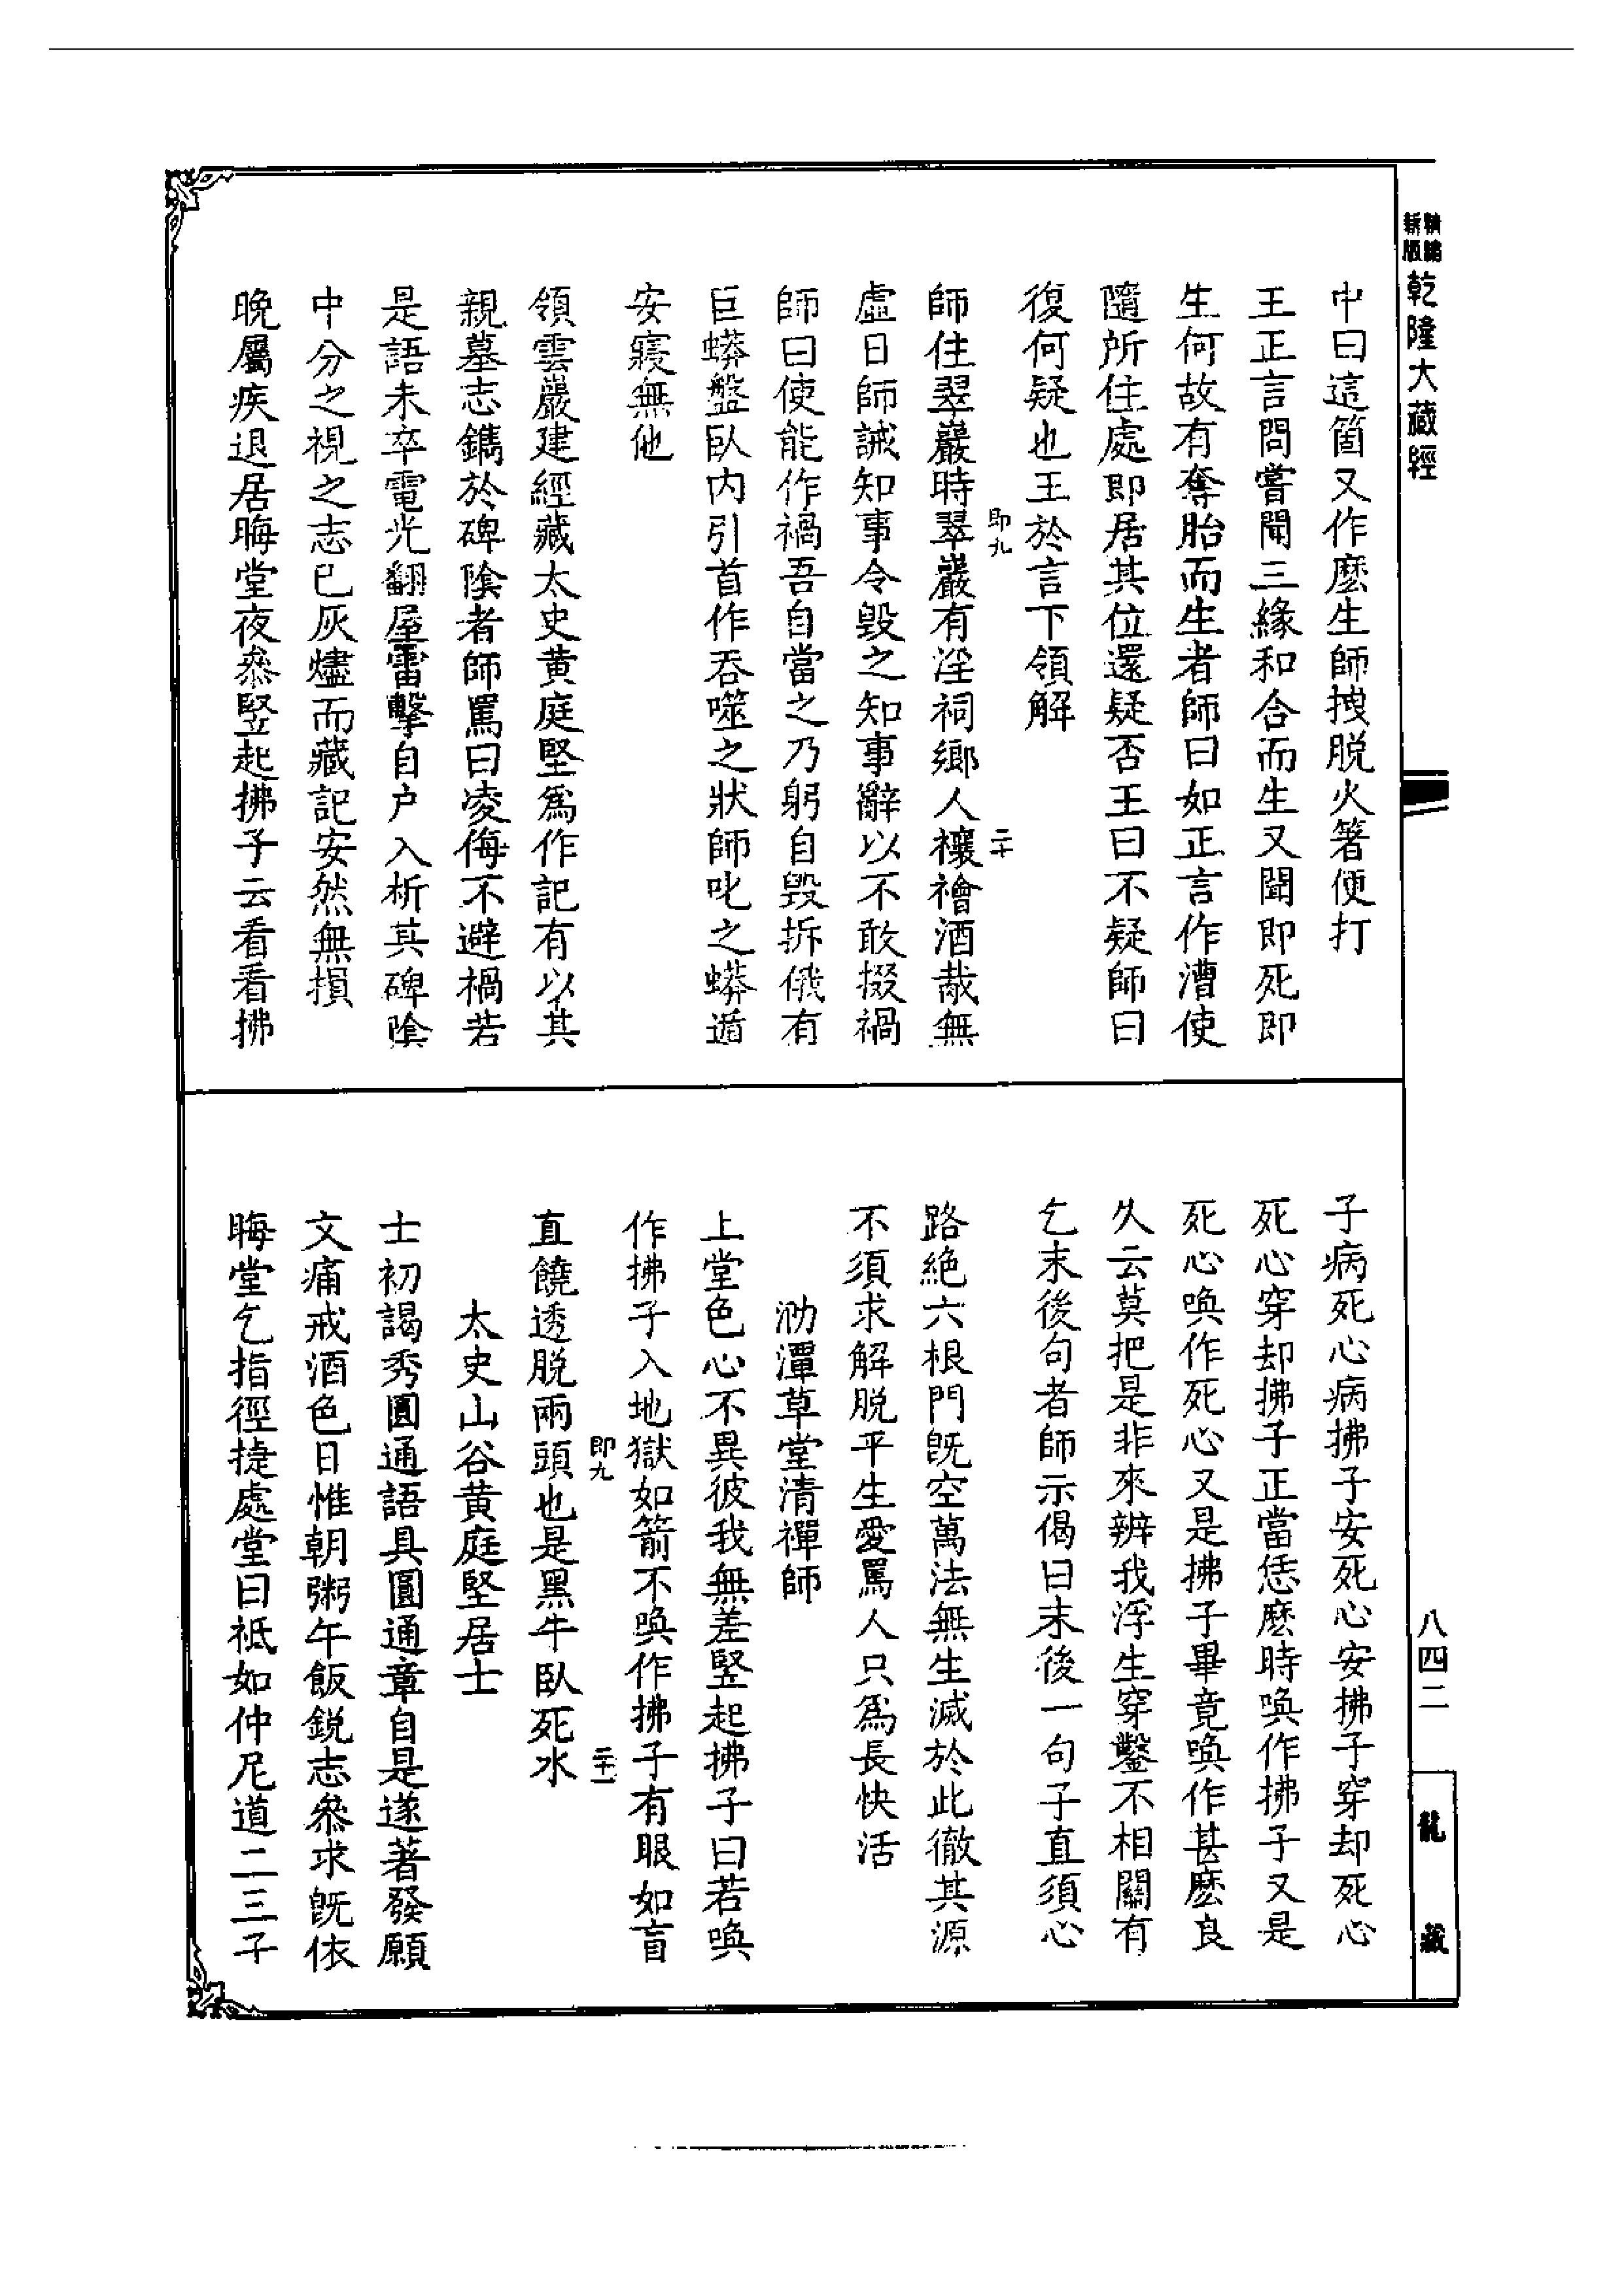 精編
新版
乾隆大藏經
中曰這箇又作麽生師拽脫火箸便打
王正言問嘗聞三緣和合而生又聞即死即
生何故有奪胎而生者師曰如正言作漕使
隨所住處即居其位還疑否王曰不疑師曰
復何疑也王於言下領解
即九
二十
師住翠巖時翠巖有淫祠鄉人禳禬酒胾無
虛日師誡知事令毀之知事辭以不敢掇禍
師曰使能作禍吾自當之乃躬自毀拆俄有
巨蟒盤臥內引首作吞噬之狀師叱之蟒遁
安寢無他
領雲巖建經藏太史黄庭堅爲作記有以其
親墓志鐫於碑陰者師罵曰凌侮不避禍若
是語未卒電光翻屋雷擊自户入析其碑陰
中分之視之志已灰燼而藏記安然無損
晚屬疾退居晦堂夜叅竪起拂子云看看拂
子病死心病拂子安死心安拂子穿却死心
死心穿却拂子正當恁麽時喚作拂子又是
死心喚作死心又是拂子畢竟喚作甚麽良
久云莫把是非來辨我浮生穿鑿不相關有
乞末後句者師示偈曰末後一句子直須心
路絶六根門既空萬法無生滅於此徹其源
不須求解脫平生愛罵人只爲長快活
泐潭草堂清禪師
上堂色心不異彼我無差竪起拂子曰若喚
作拂子入地獄如箭不喚作拂子有眼如盲
即九
二十一
直饒透脫兩頭也是黑牛臥死水
太史山谷黄庭堅居士
士初謁秀圓通語具圓通章自是遂著發願
文痛戒酒色日惟朝粥午飯鋭志叅求既依
晦堂乞指徑捷處堂曰祇如仲尼道二三子
八四二
龍藏